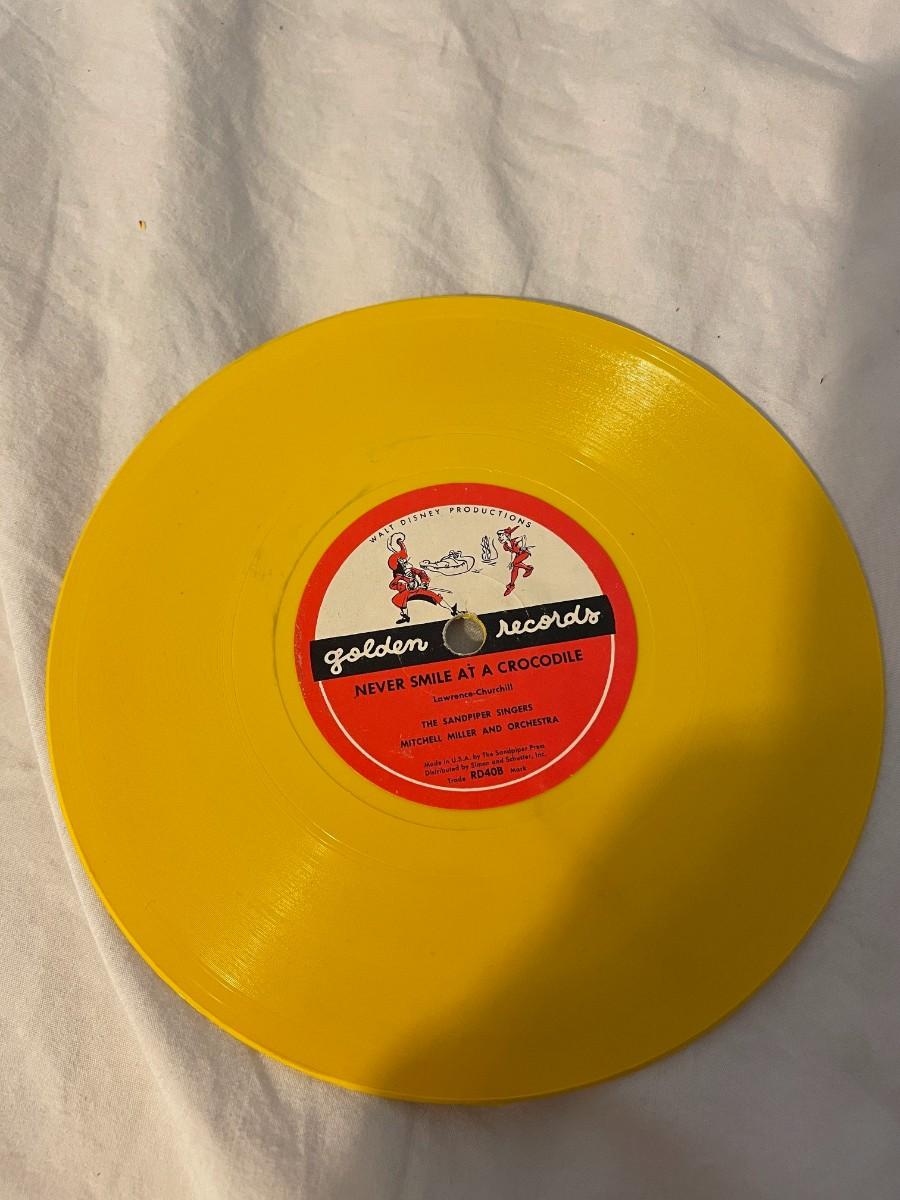 WALT DISNEY PRODUCTIONS
golden records
NEVER SMILE AT A CROCODILE
Lawrence-Churchill
THE SANDPIPER SINGERS
MITCHELL MILLER AND ORCHESTRA
Made in U.S.A. by The Sandpiper Press
Distributed by Simon and Schuster, Inc.
Trade RD40B Mark